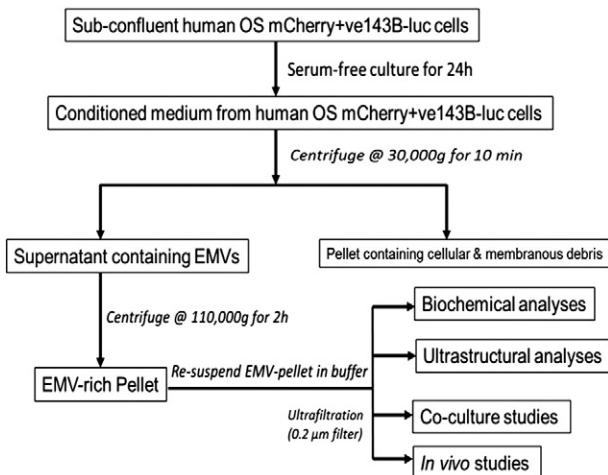 Sub-confluent human OS mCherry+ve143B-luc cells
Serum-free culture for 24h
Conditioned medium from human OS mCherry+ve143B-luc cells
Centrifuge @ 30,000g for 10 min
Supernatant containing EMVs
Pellet containing cellular & membranous debris
Centrifuge @ 110,000g for 2h
EMV-rich Pellet
Re-suspend EMV-pellet in buffer
Ultrafiltration
(0.2 μm filter)
Biochemical analyses
Ultrastructural analyses
Co-culture studies
In vivo studies